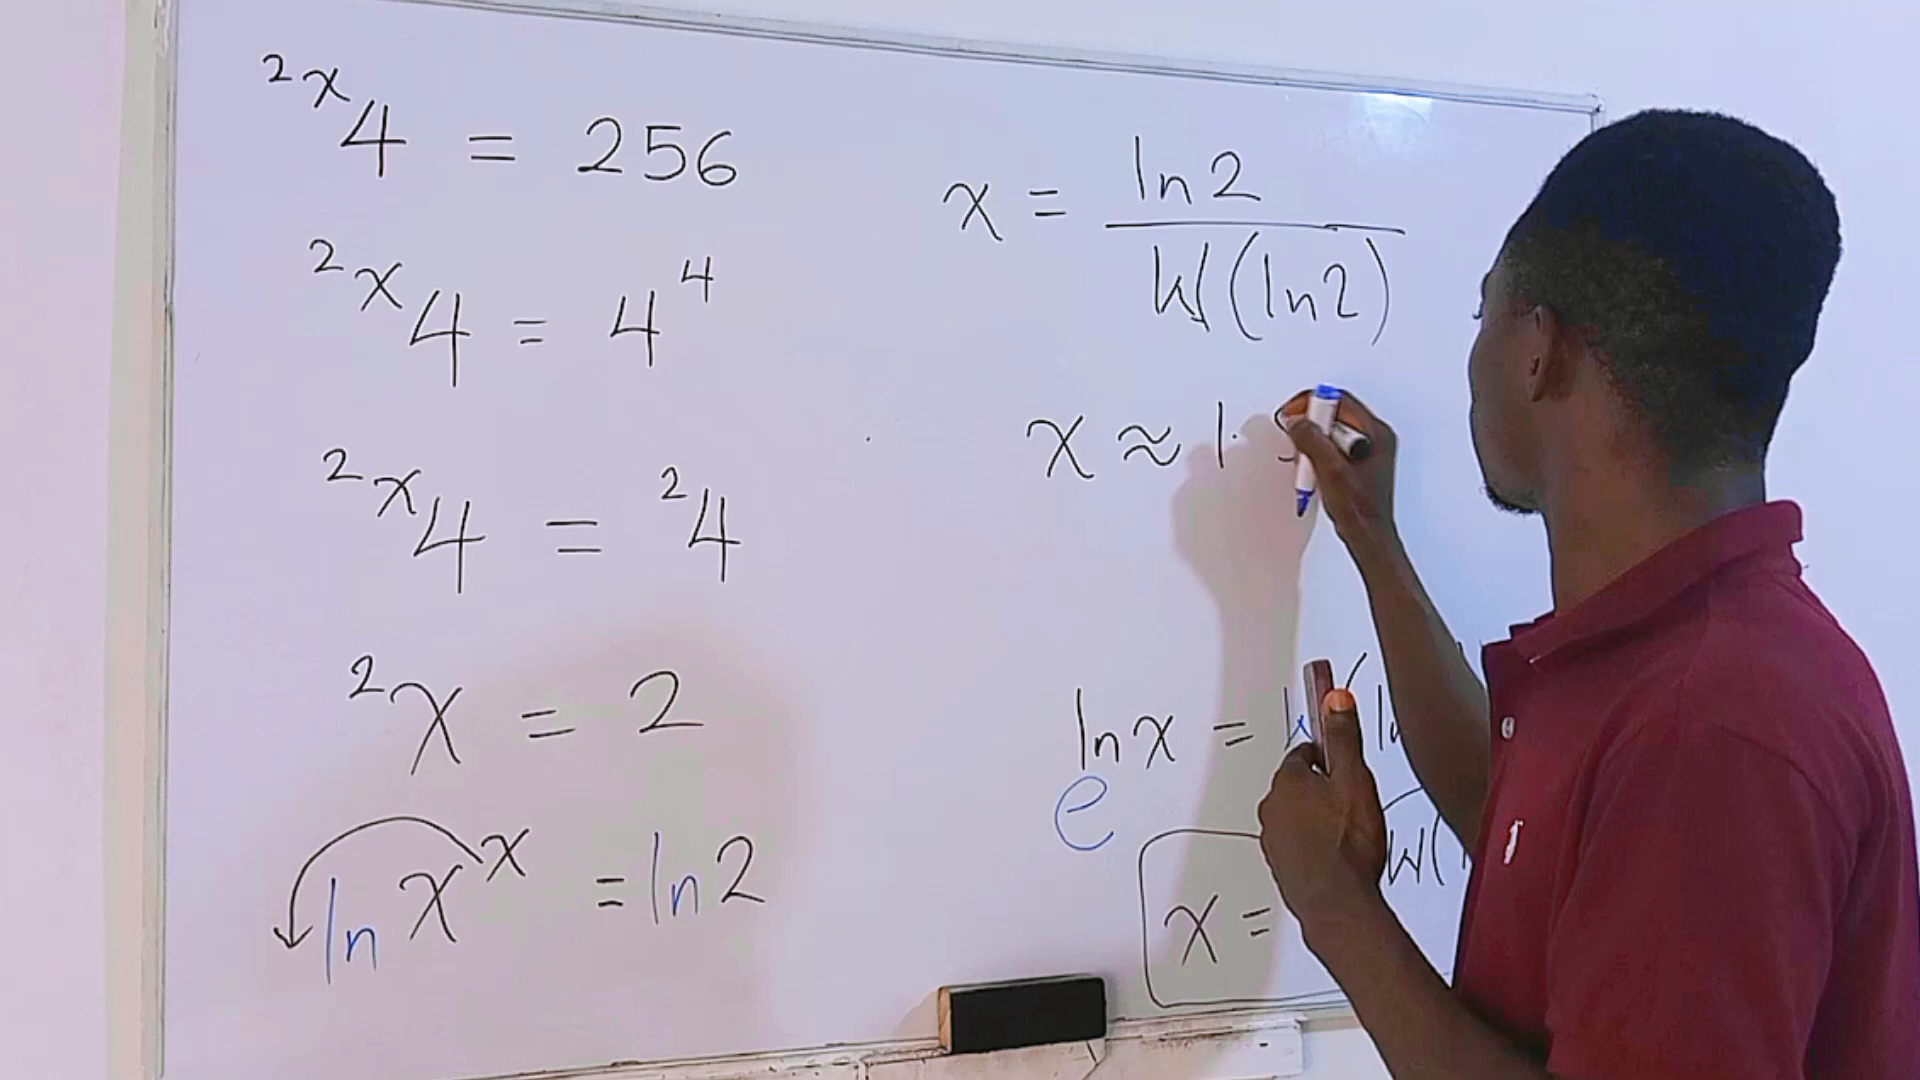 ²ˣ4 = 256
²ˣ4 = 4⁴
²ˣ4 = ²4
²x = 2
ln xˣ = ln2
x = ln2 / W(ln2)
x ≈ 1.
ln x =
e
x =
W(